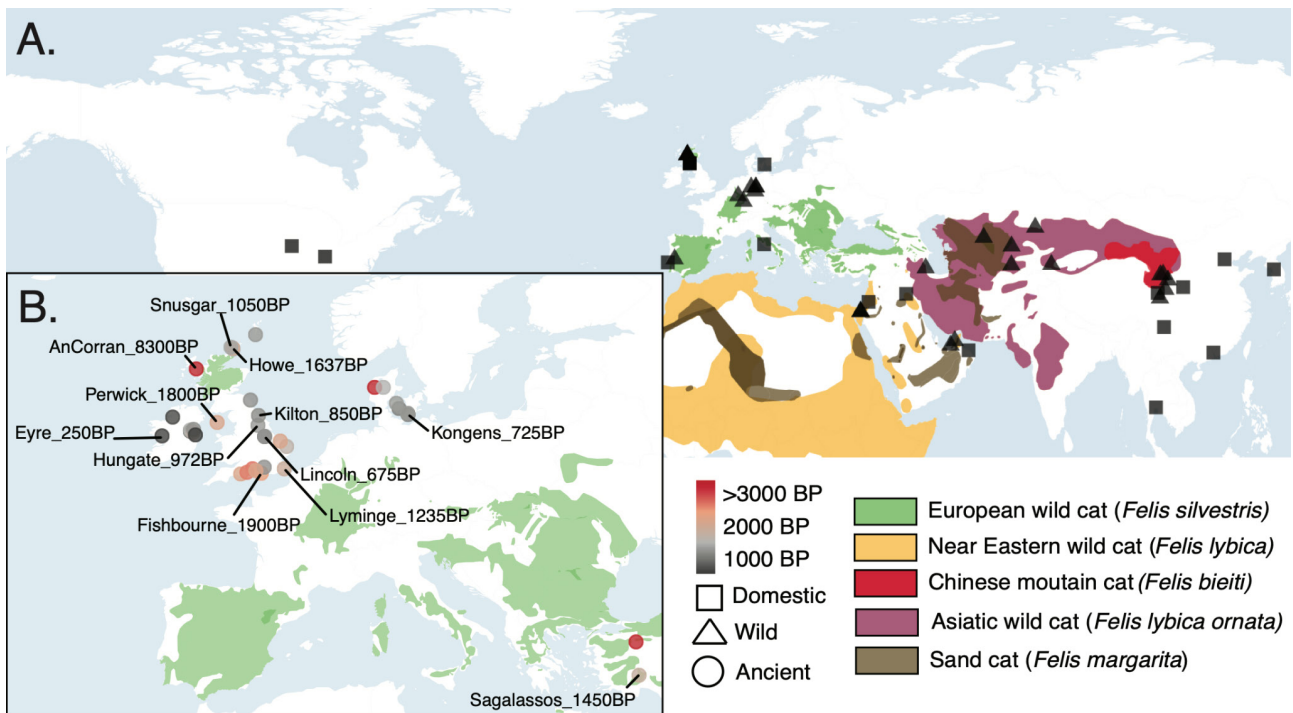 A.
B.
Snusgar_1050BP
AnCorran_8300BP
Howe_1637BP
Perwick_1800BP
Kilton_850BP
Eyre_250BP
Kongens_725BP
Hungate_972BP
Lincoln_675BP
Fishbourne_1900BP
Lyminge_1235BP
Sagalassos_1450BP
>3000 BP
2000 BP
1000 BP
Domestic
Wild
Ancient
European wild cat (Felis silvestris)
Near Eastern wild cat (Felis lybica)
Chinese moutain cat (Felis bieiti)
Asiatic wild cat (Felis lybica ornata)
Sand cat (Felis margarita)